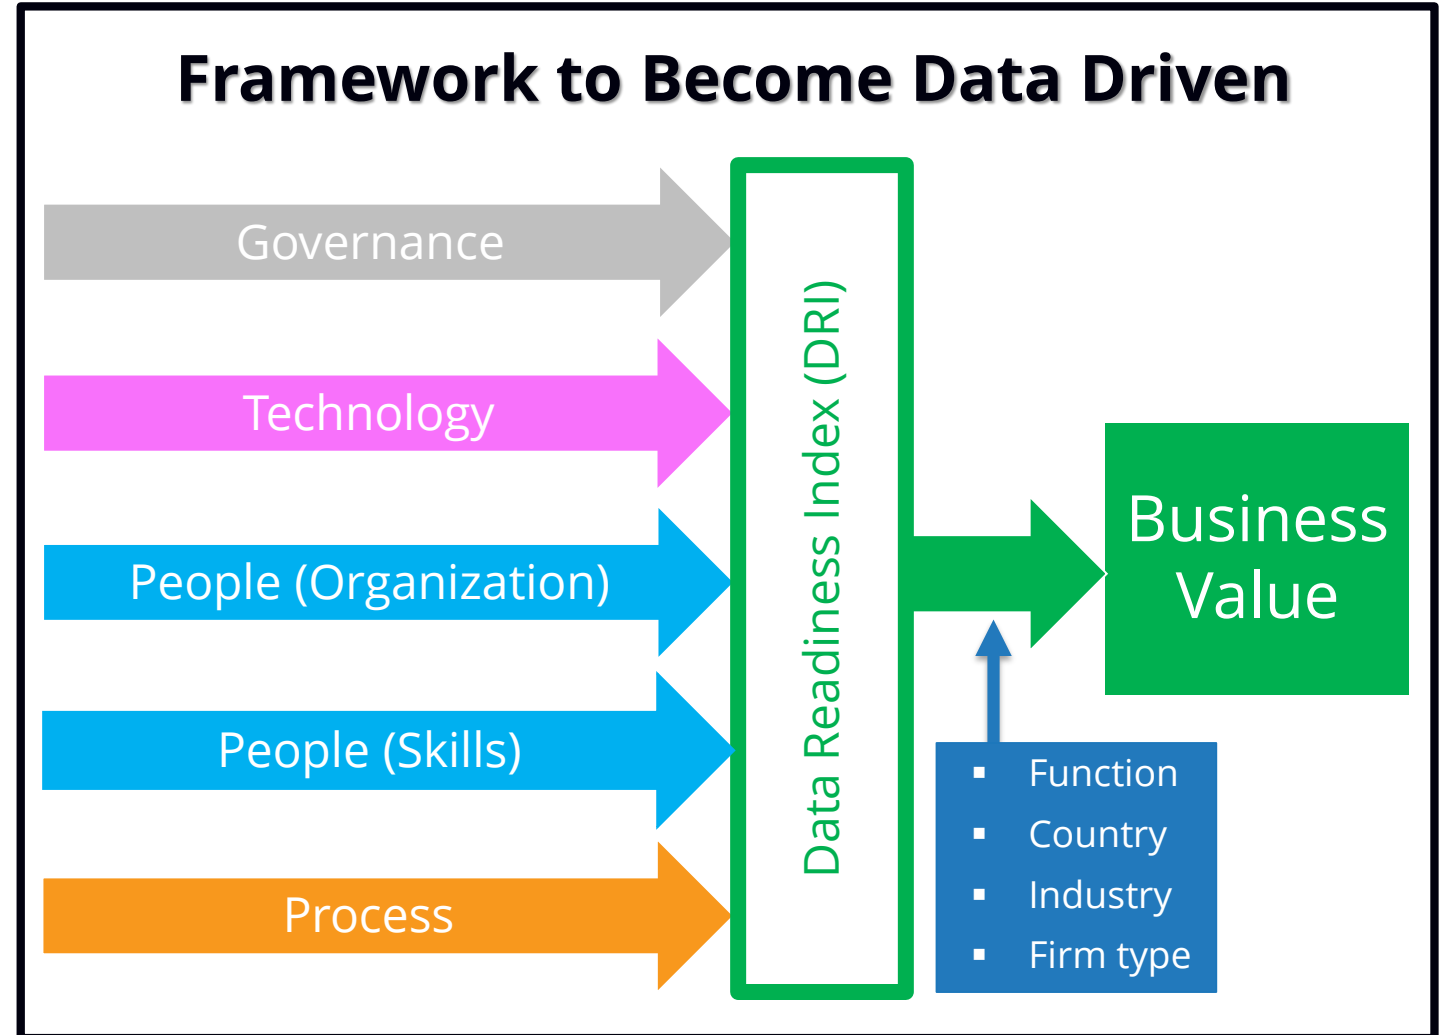 Framework to Become Data Driven
Governance
Technology
People (Organization)
People (Skills)
Process
Data Readiness Index (DRI)
Business
Value
▪ Function
▪ Country
▪ Industry
▪ Firm type